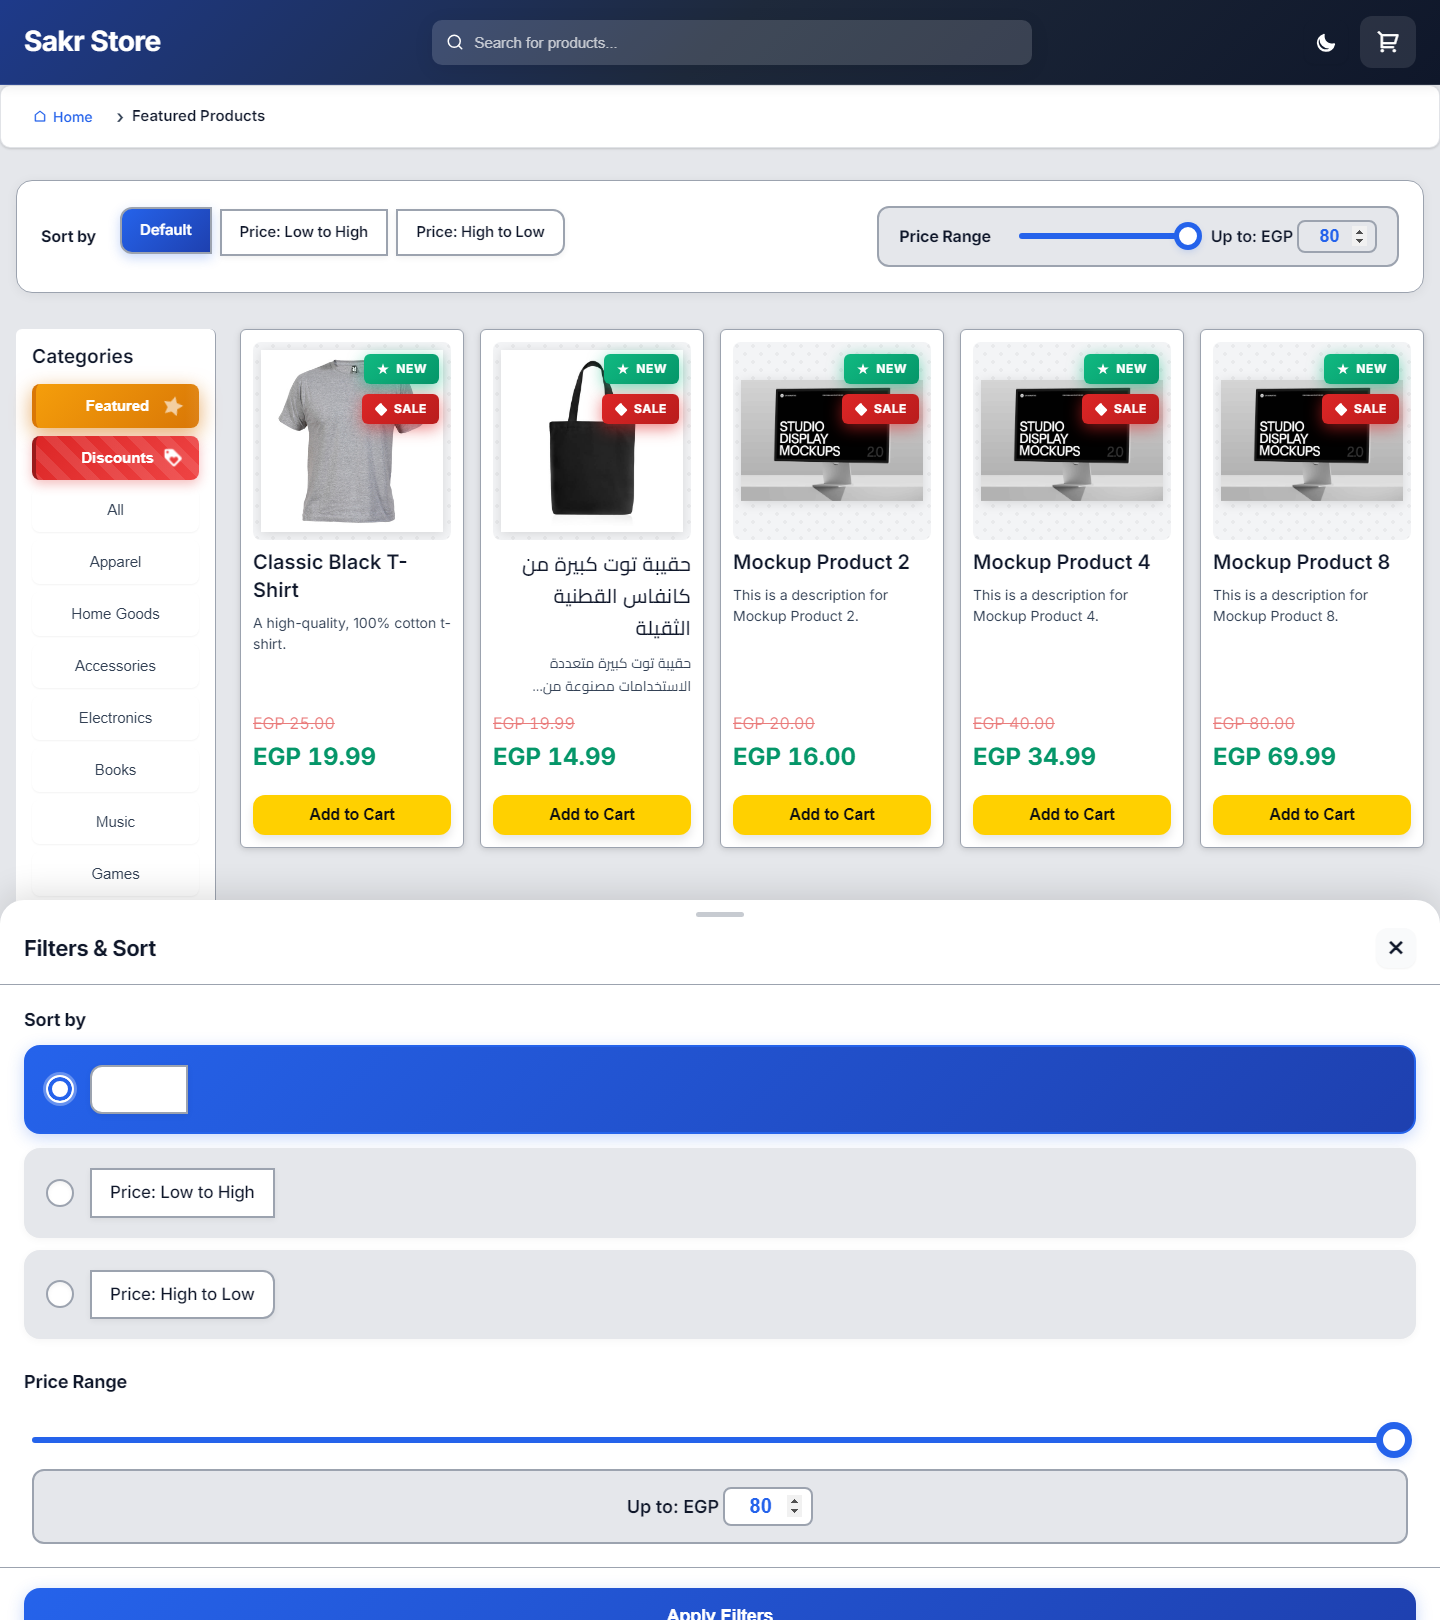 Sakr Store
Search for products...
Home
Featured Products
Sort by
Default
Price: Low to High
Price: High to Low
Price Range
Up to: EGP 80
Categories
Featured
Discounts
All
Apparel
Home Goods
Accessories
Electronics
Books
Music
Games
NEW
SALE
Classic Black T-
Shirt
A high-quality, 100% cotton t-
shirt.
EGP 25.00
EGP 19.99
Add to Cart
NEW
SALE
حقيبة توت كبيرة من
كانفاس القطنية
الثقيلة
حقيبة توت كبيرة متعددة
الاستخدامات مصنوعة من...
EGP 19.99
EGP 14.99
Add to Cart
NEW
SALE
STUDIO
DISPLAY
MOCKUPS 2.0
Mockup Product 2
This is a description for
Mockup Product 2.
EGP 20.00
EGP 16.00
Add to Cart
NEW
SALE
STUDIO
DISPLAY
MOCKUPS 2.0
Mockup Product 4
This is a description for
Mockup Product 4.
EGP 40.00
EGP 34.99
Add to Cart
NEW
SALE
STUDIO
DISPLAY
MOCKUPS 2.0
Mockup Product 8
This is a description for
Mockup Product 8.
EGP 80.00
EGP 69.99
Add to Cart
Filters & Sort
Sort by
Price: Low to High
Price: High to Low
Price Range
Up to: EGP 80
Apply Filters